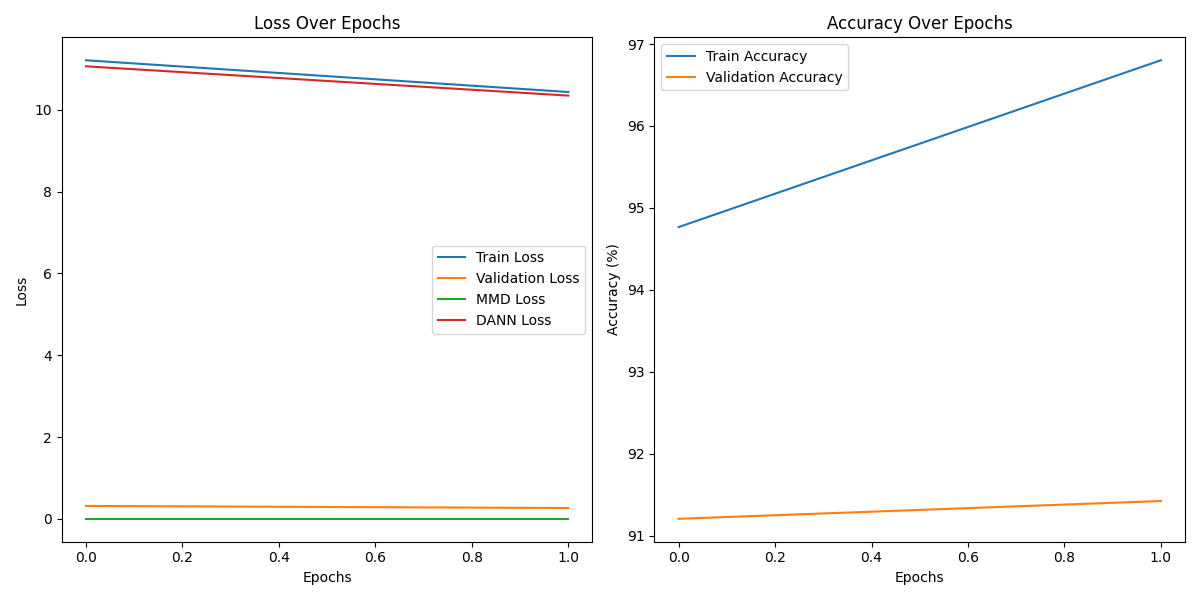 Loss Over Epochs
10
8
6
4
2
0
Loss
Train Loss
Validation Loss
MMD Loss
DANN Loss
0.0 0.2 0.4 0.6 0.8 1.0
Epochs
Accuracy Over Epochs
97
96
95
94
93
92
91
Accuracy (%)
Train Accuracy
Validation Accuracy
0.0 0.2 0.4 0.6 0.8 1.0
Epochs